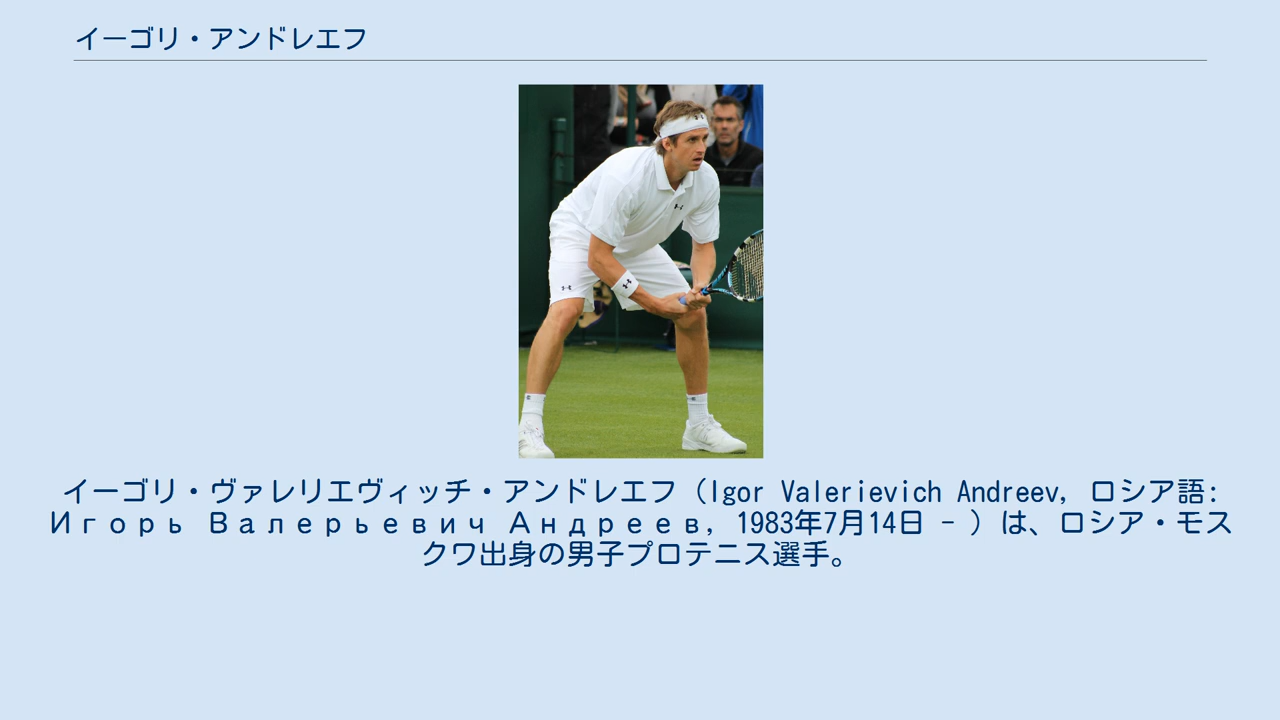 イーゴリ・アンドレエフ
イーゴリ・ヴァレリエヴィッチ・アンドレエフ（Igor Valerievich Andreev, ロシア語:
Игорь Валерьевич Андреев, 1983年7月14日 - ）は、ロシア・モス
クワ出身の男子プロテニス選手。